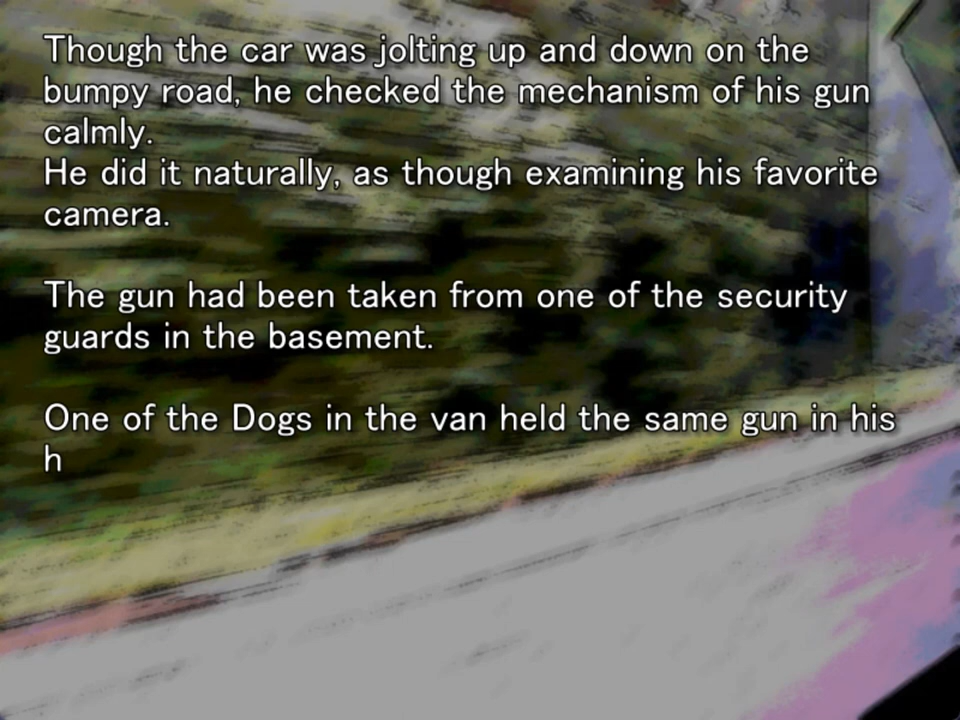 Though the car was jolting up and down on the
bumpy road, he checked the mechanism of his gun
calmly.
He did it naturally, as though examining his favorite
camera.
The gun had been taken from one of the security
guards in the basement.
One of the Dogs in the van held the same gun in his
h